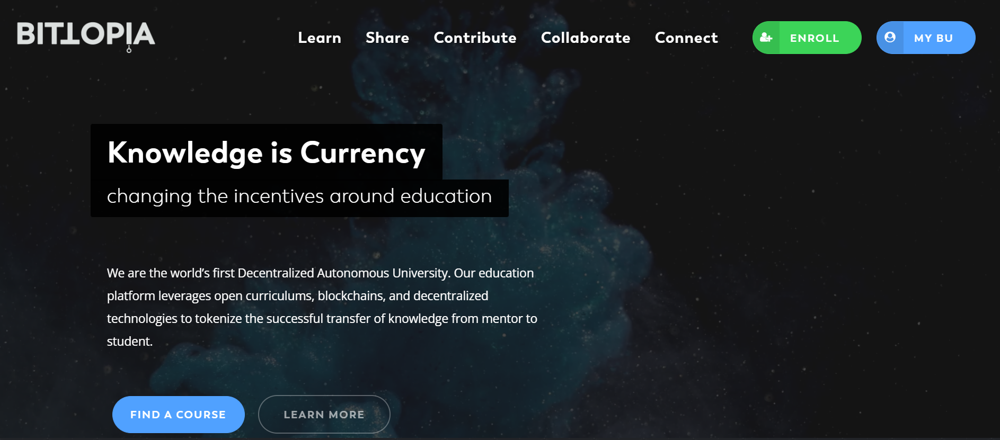 BITTOPIA
Learn Share Contribute Collaborate Connect ENROLL MY BU
Knowledge is Currency
changing the incentives around education
We are the world’s first Decentralized Autonomous University. Our education
platform leverages open curriculums, blockchains, and decentralized
technologies to tokenize the successful transfer of knowledge from mentor to
student.
FIND A COURSE LEARN MORE